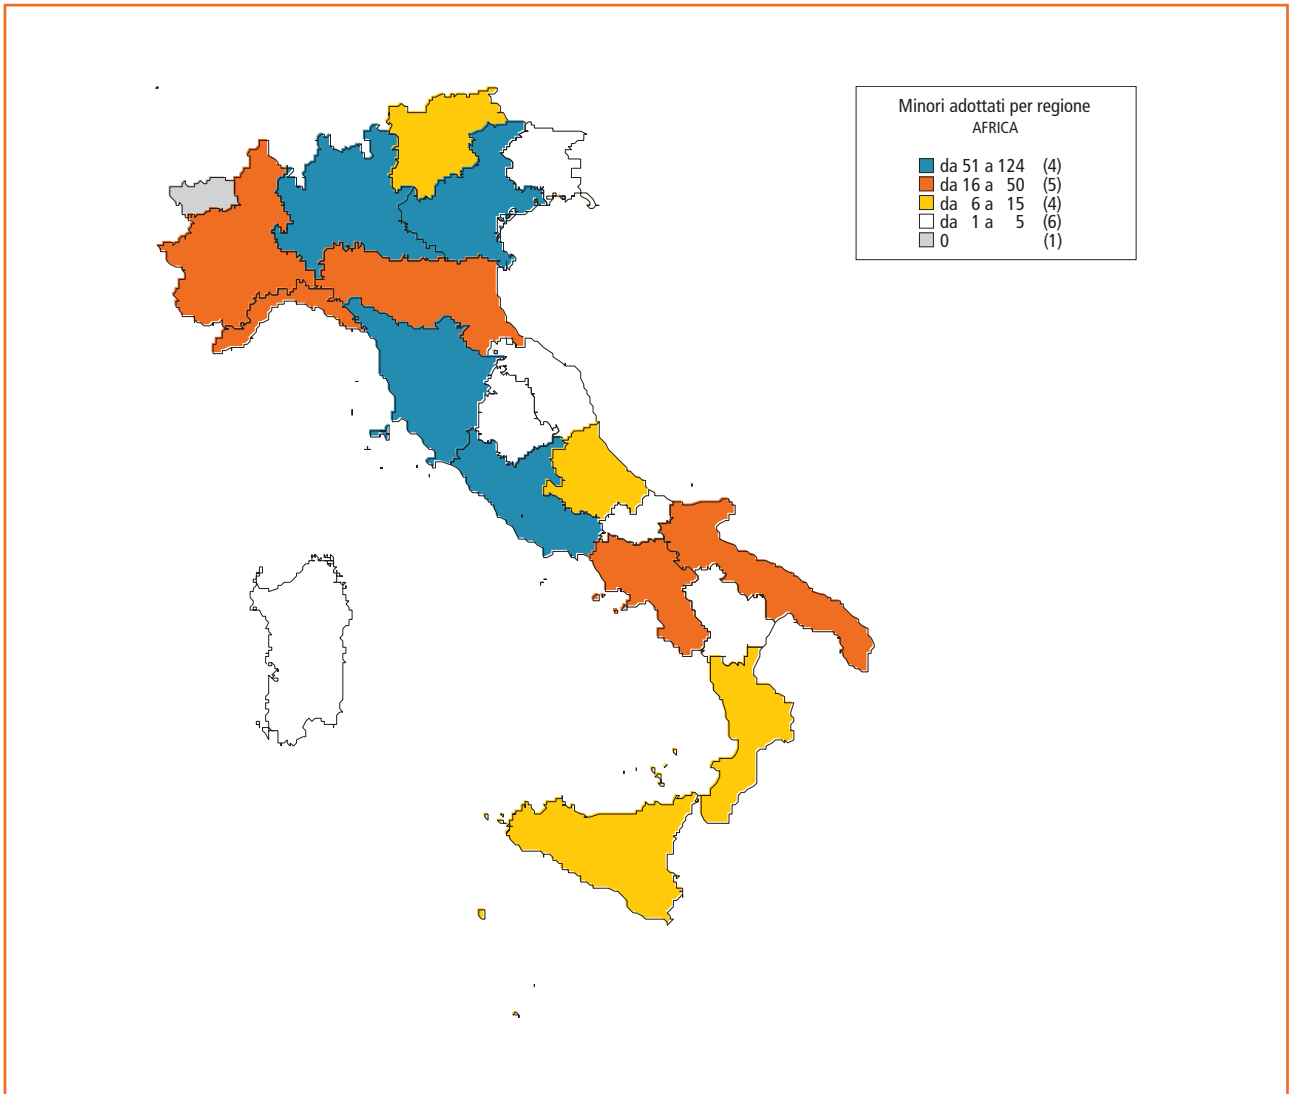 Minori adottati per regione
AFRICA
da 51 a 124 (4)
da 16 a 50 (5)
da 6 a 15 (4)
da 1 a 5 (6)
0 (1)